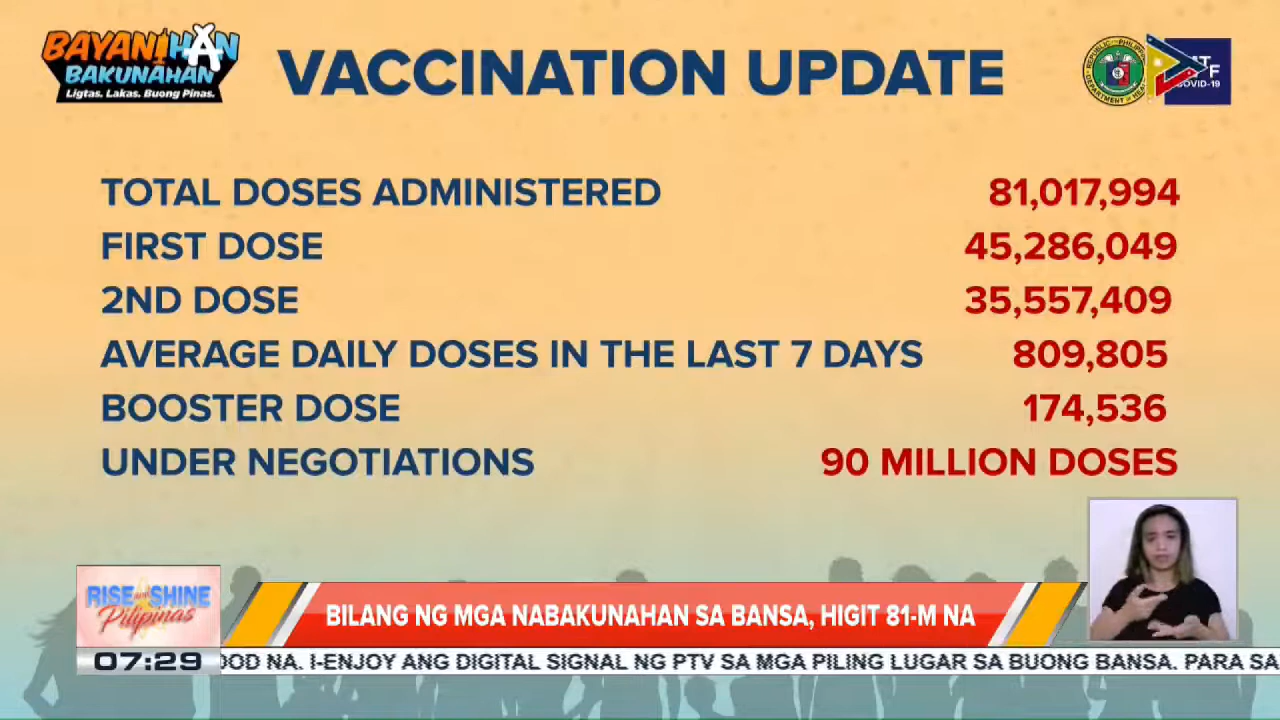 BAYANIHAN
BAKUNAHAN
Ligtas. Lakas. Buong Pinas.
VACCINATION UPDATE
COVID-19
TOTAL DOSES ADMINISTERED 81,017,994
FIRST DOSE 45,286,049
2ND DOSE 35,557,409
AVERAGE DAILY DOSES IN THE LAST 7 DAYS 809,805
BOOSTER DOSE 174,536
UNDER NEGOTIATIONS 90 MILLION DOSES
RISE and SHINE
Pilipinas
BILANG NG MGA NABAKUNAHAN SA BANSA, HIGIT 81-M NA
07:29
OOD NA. I-ENJOY ANG DIGITAL SIGNAL NG PTV SA MGA PILING LUGAR SA BUONG BANSA. PARA SA